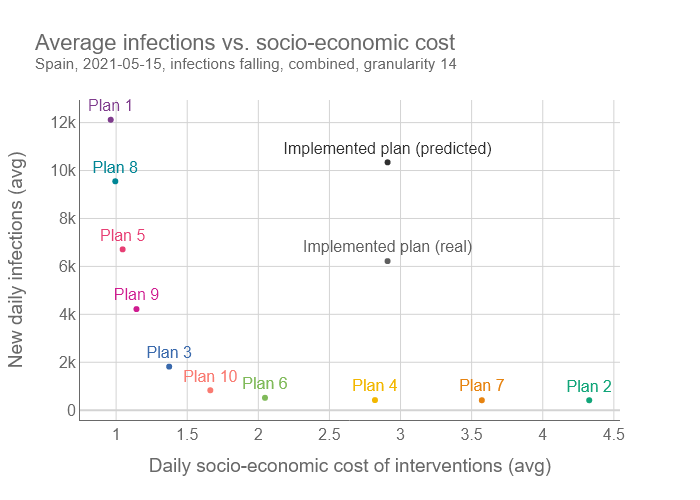 Average infections vs. socio-economic cost
Spain, 2021-05-15, infections falling, combined, granularity 14
New daily infections (avg)
12k
10k
8k
6k
4k
2k
0
Plan 1
Implemented plan (predicted)
Plan 8
Plan 5
Implemented plan (real)
Plan 9
Plan 3
Plan 10
Plan 6
Plan 4
Plan 7
Plan 2
1
1.5
2
2.5
3
3.5
4
4.5
Daily socio-economic cost of interventions (avg)